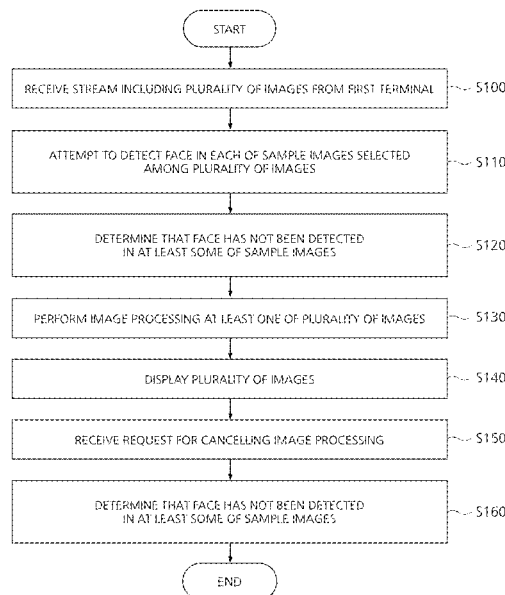 START
RECEIVE STREAM INCLUDING PLURALITY OF IMAGES FROM FIRST TERMINAL
S100
ATTEMPT TO DETECT FACE IN EACH OF SAMPLE IMAGES SELECTED
AMONG PLURALITY OF IMAGES
S110
DETERMINE THAT FACE HAS NOT BEEN DETECTED
IN AT LEAST SOME OF SAMPLE IMAGES
S120
PERFORM IMAGE PROCESSING AT LEAST ONE OF PLURALITY OF IMAGES
S130
DISPLAY PLURALITY OF IMAGES
S140
RECEIVE REQUEST FOR CANCELLING IMAGE PROCESSING
S150
DETERMINE THAT FACE HAS NOT BEEN DETECTED
IN AT LEAST SOME OF SAMPLE IMAGES
S160
END